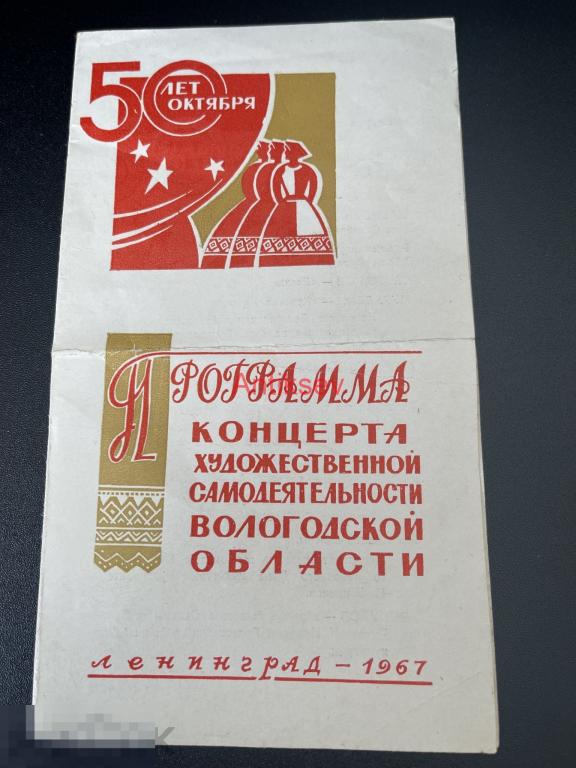 50 ЛЕТ
ОКТЯБРЯ
ПРОГРАММА
КОНЦЕРТА
ХУДОЖЕСТВЕННОЙ
САМОДЕЯТЕЛЬНОСТИ
ВОЛОГОДСКОЙ
ОБЛАСТИ
ленинград – 1967